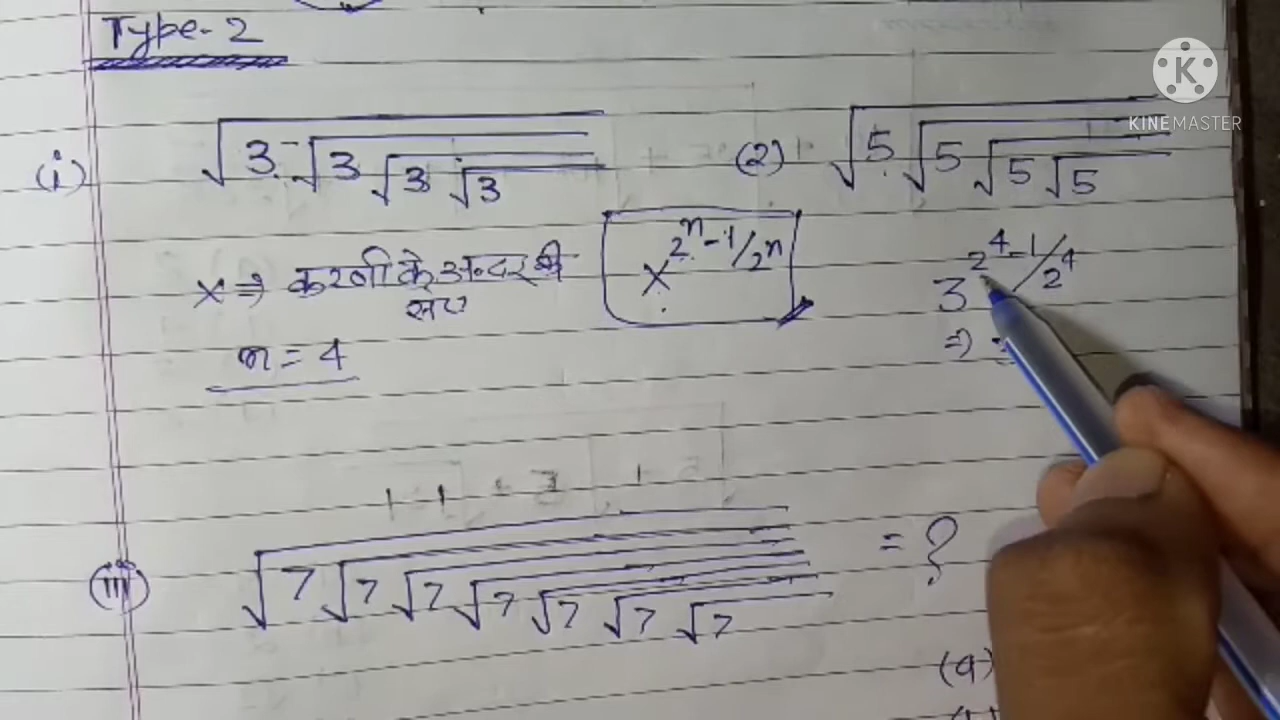 Type-2
(i) √3√3√3√3 (2) √5√5√5√5
x ⇒ करणी के अन्दर की x^2^n-1/2^n 3^2^4-1/2^4
⇒
n = 4
(iii) √7√7√7√7√7√7√7 = ?
(a)
K
KINEMASTER